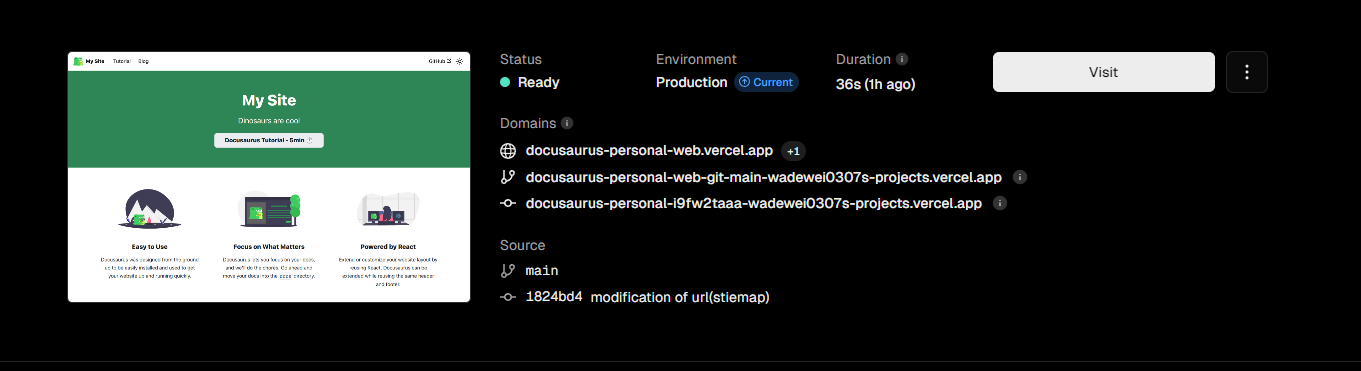 My Site Tutorial Blog GitHub
My Site
Dinosaurs are cool
Docusaurus Tutorial - 5min
Easy to Use
Docusaurus was designed from the ground
up to be easily installed and used to get
your website up and running quickly.
Focus on What Matters
Docusaurus lets you focus on your docs,
and we'll do the chores. Go ahead and
move your docs into the docs directory.
Powered by React
Extend or customize your website layout by
reusing React. Docusaurus can be
extended while reusing the same header
and footer.
Status
Ready
Environment
Production Current
Duration
36s (1h ago)
Visit
Domains
docusaurus-personal-web.vercel.app +1
docusaurus-personal-web-git-main-wadewei0307s-projects.vercel.app
docusaurus-personal-i9fw2taaa-wadewei0307s-projects.vercel.app
Source
main
1824bd4 modification of url(stiemap)